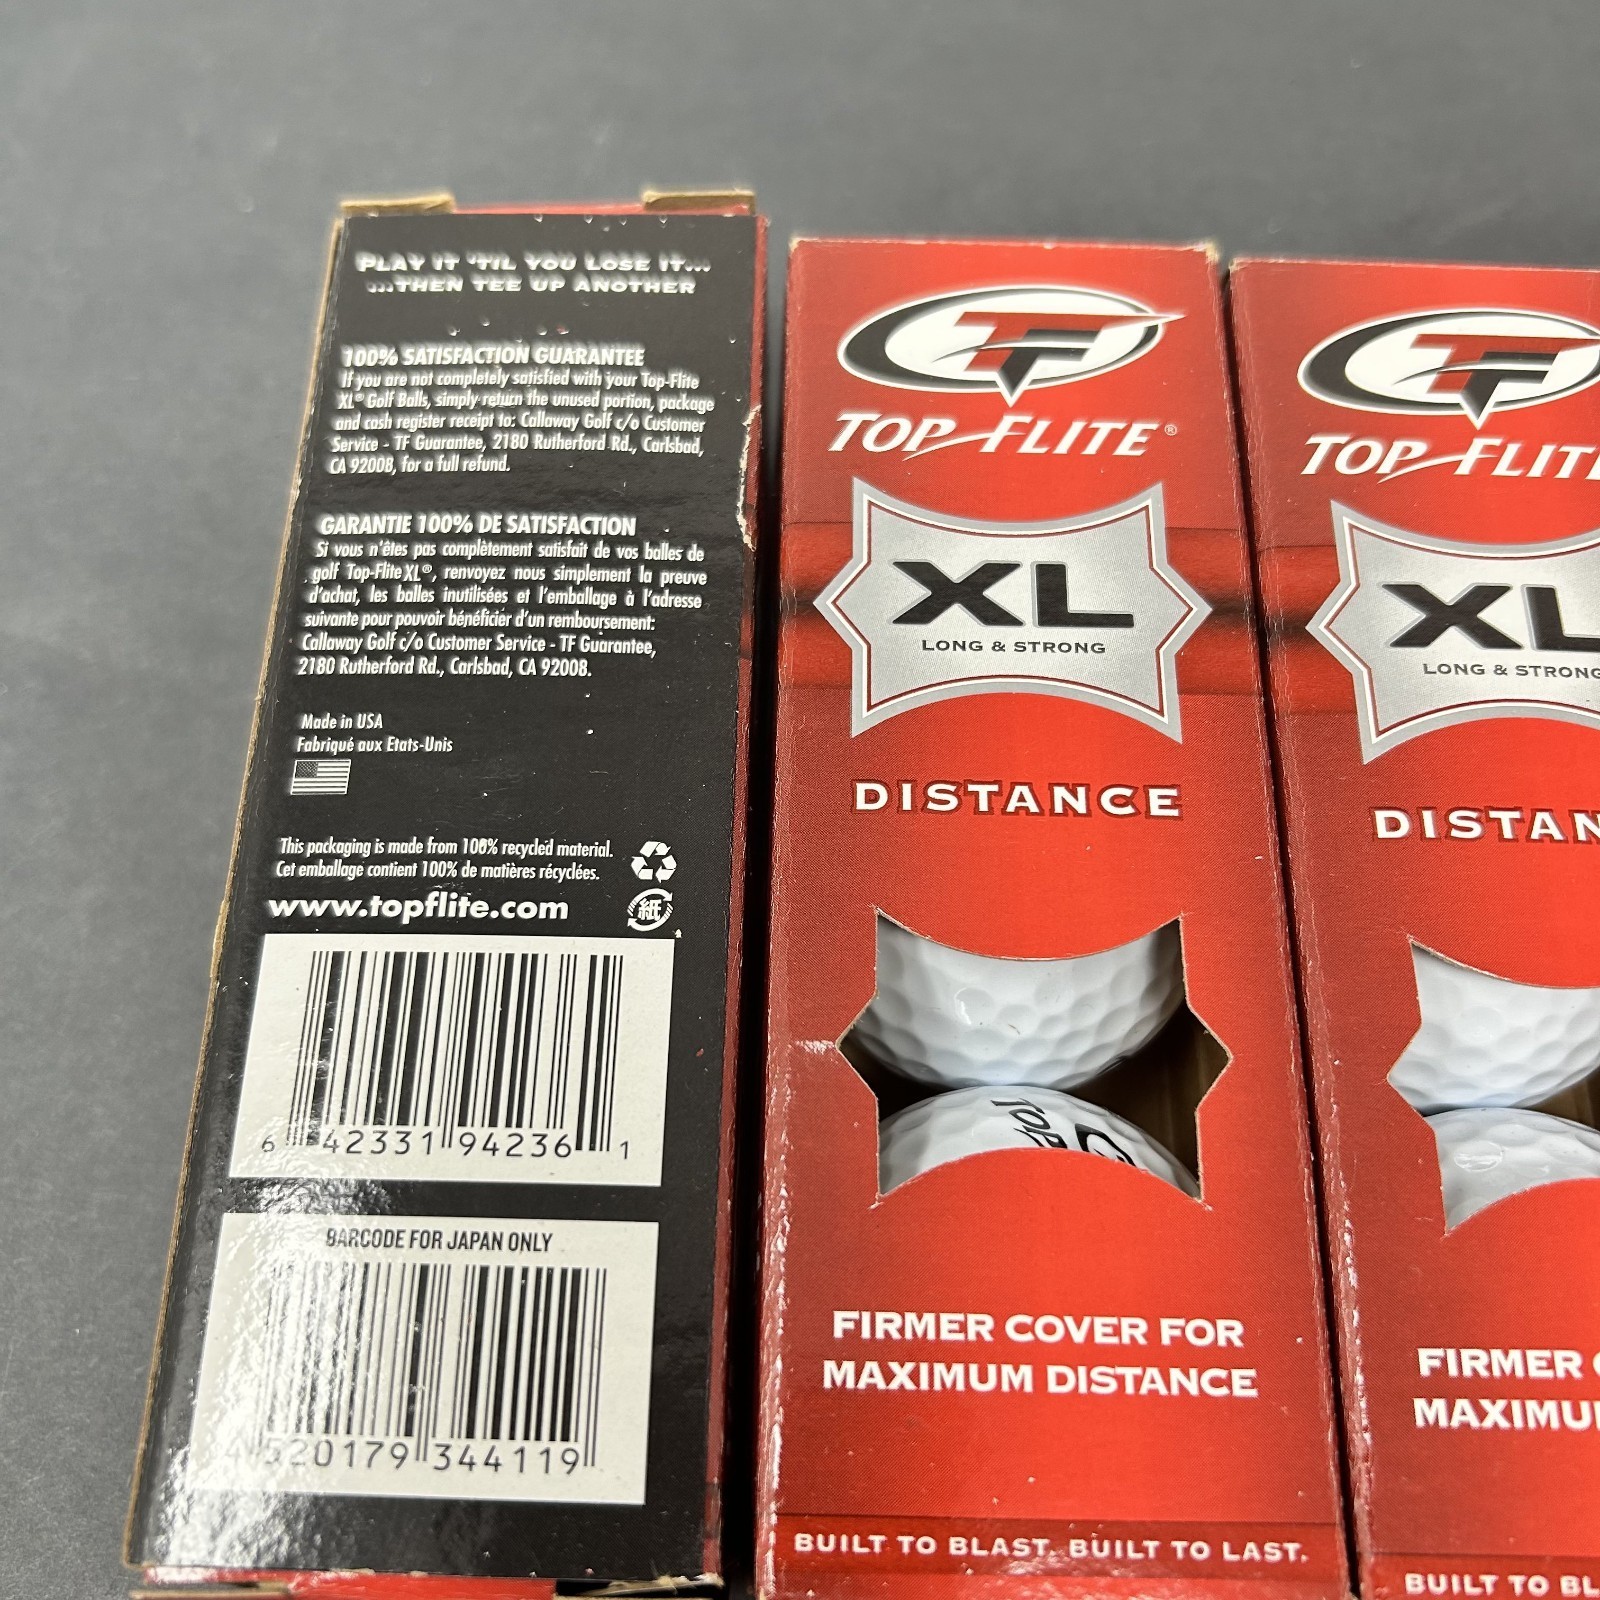 PLAY IT 'TIL YOU LOSE IT...
...THEN TEE UP ANOTHER
100% SATISFACTION GUARANTEE
If you are not completely satisfied with your Top-Flite
XL® Golf Balls, simply return the unused portion, package
and cash register receipt to: Callaway Golf c/o Customer
Service - TF Guarantee, 2180 Rutherford Rd., Carlsbad,
CA 92008, for a full refund.
GARANTIE 100% DE SATISFACTION
Si vous n'êtes pas complètement satisfait de vos balles de
golf Top-Flite XL®, renvoyez nous simplement la preuve
d'achat, les balles inutilisées et l'emballage à l'adresse
suivante pour pouvoir bénéficier d'un remboursement:
Callaway Golf c/o Customer Service - TF Guarantee,
2180 Rutherford Rd., Carlsbad, CA 92008.
Made in USA
Fabriqué aux Etats-Unis
This packaging is made from 100% recycled material.
Cet emballage contient 100% de matières récyclées.
www.topflite.com
紙
6 42331 94236 1
BARCODE FOR JAPAN ONLY
4 520179 344119
TF
TOP FLITE®
XL
LONG & STRONG
DISTANCE
TOP
FIRMER COVER FOR
MAXIMUM DISTANCE
BUILT TO BLAST. BUILT TO LAST.
TF
TOP FLIT
XL
LONG & STRONG
DISTAN
FIRMER
MAXIMU
BUILT TO BL